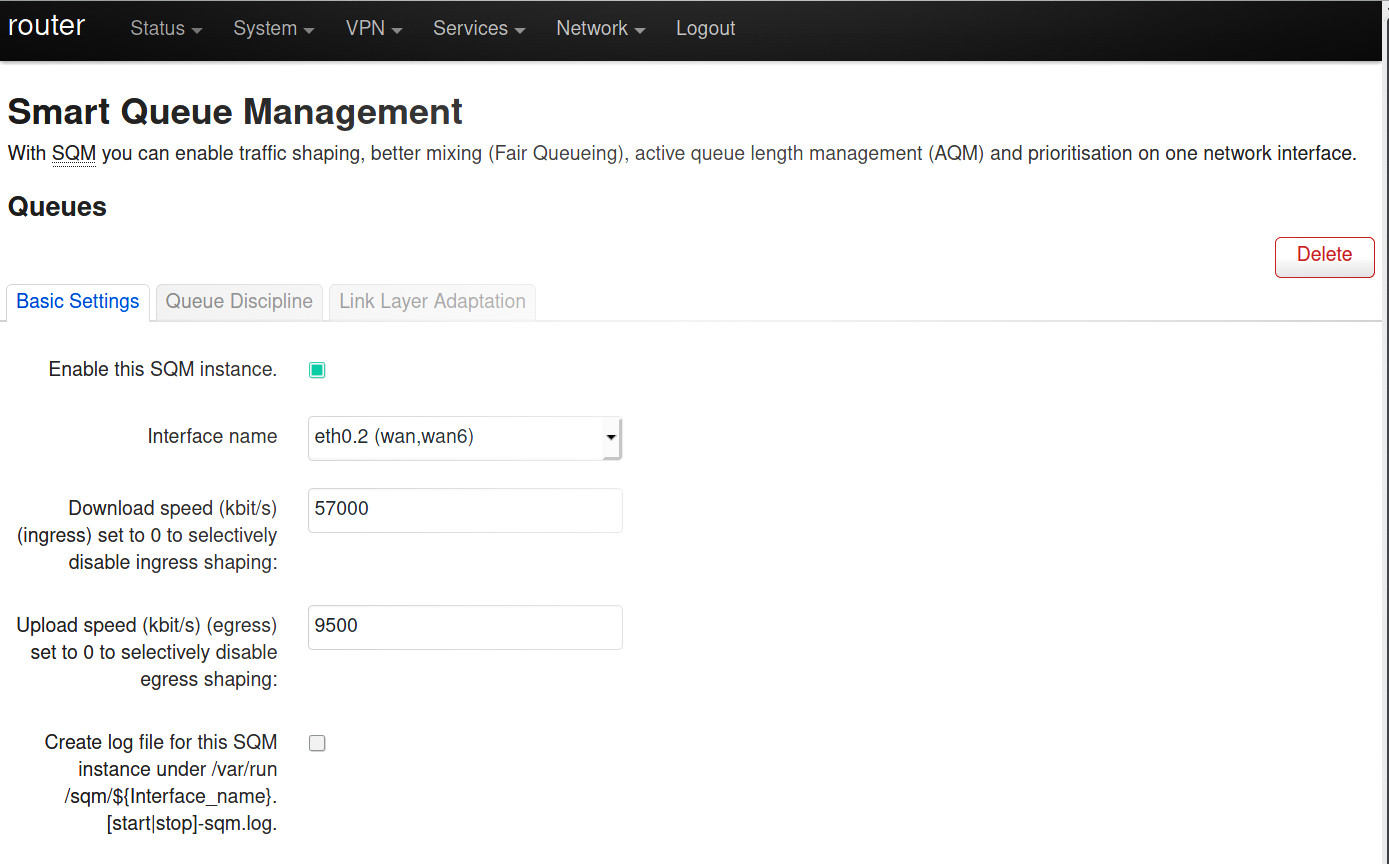 router Status System VPN Services Network Logout
Smart Queue Management
With SQM you can enable traffic shaping, better mixing (Fair Queueing), active queue length management (AQM) and prioritisation on one network interface.
Queues
Delete
Basic Settings Queue Discipline Link Layer Adaptation
Enable this SQM instance.
Interface name eth0.2 (wan,wan6)
Download speed (kbit/s) 57000
(ingress) set to 0 to selectively
disable ingress shaping:
Upload speed (kbit/s) (egress) 9500
set to 0 to selectively disable
egress shaping:
Create log file for this SQM
instance under /var/run
/sqm/${Interface_name}.
[start|stop]-sqm.log.